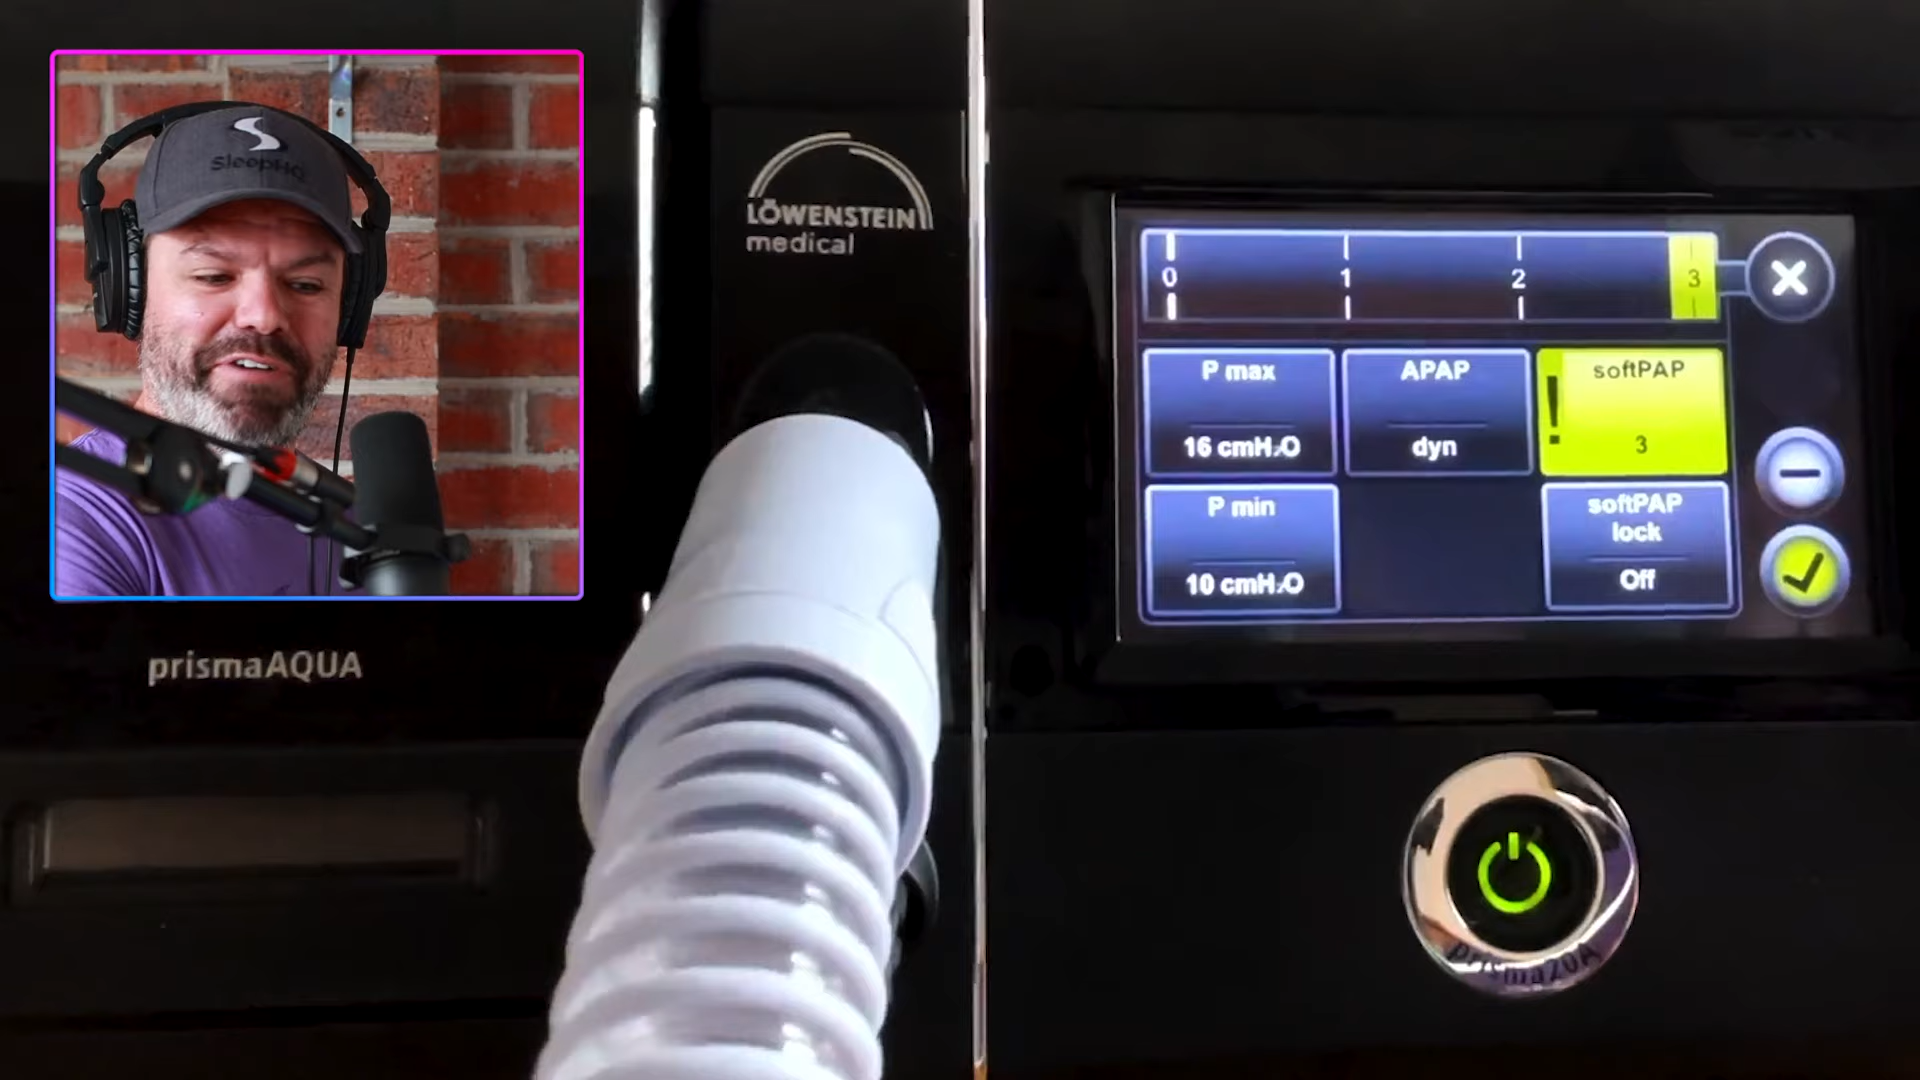 SleepHQ
LÖWENSTEIN
medical
prismaAQUA
0 1 2 3
P max
16 cmH₂O
APAP
dyn
softPAP
! 3
P min
10 cmH₂O
softPAP
lock
Off
prisma20A